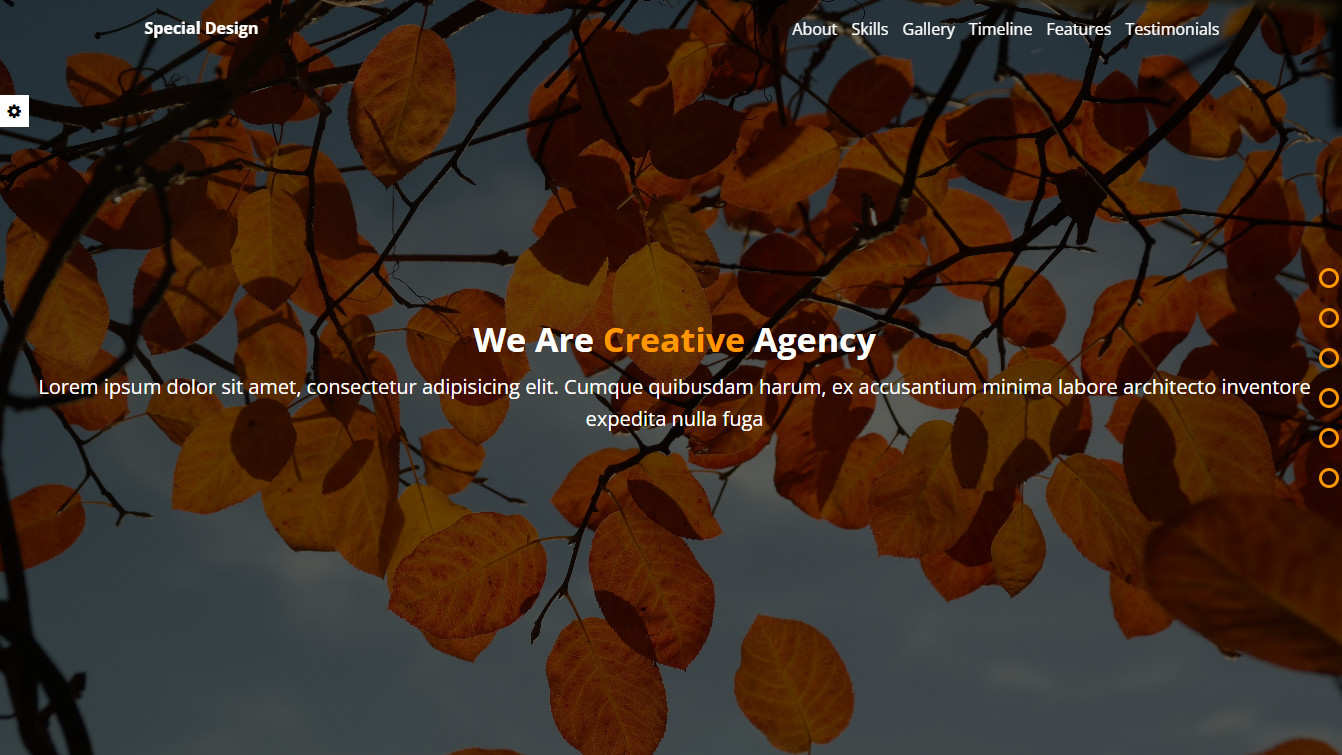 Special Design
About Skills Gallery Timeline Features Testimonials
We Are Creative Agency
Lorem ipsum dolor sit amet, consectetur adipisicing elit. Cumque quibusdam harum, ex accusantium minima labore architecto inventore
expedita nulla fuga